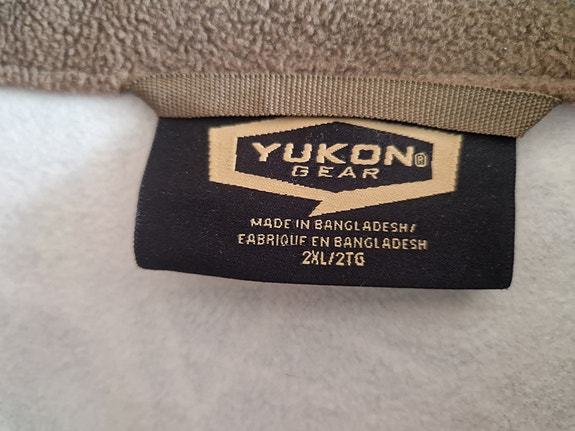 YUKON®
GEAR
MADE IN BANGLADESH/
FABRIQUE EN BANGLADESH
2XL/2TG